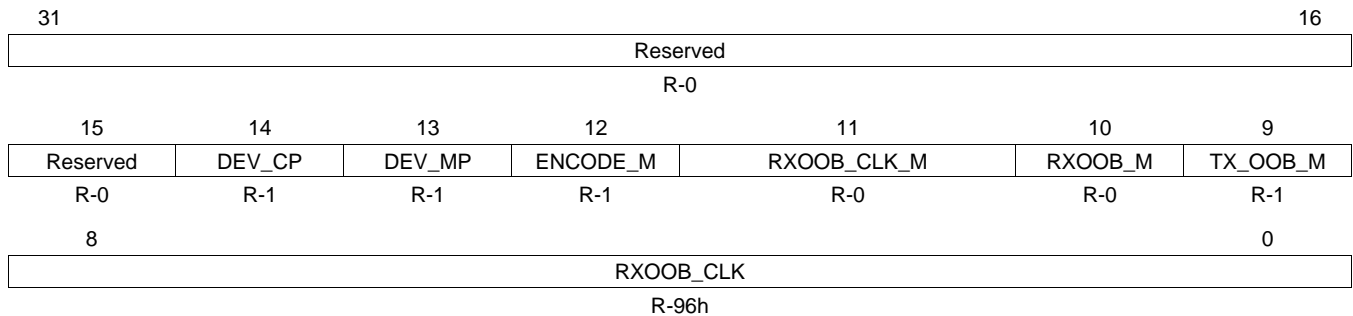 31 16
Reserved
R-0
15 14 13 12 11 10 9
Reserved DEV_CP DEV_MP ENCODE_M RXOOB_CLK_M RXOOB_M TX_OOB_M
R-0 R-1 R-1 R-1 R-0 R-0 R-1
8 0
RXOOB_CLK
R-96h